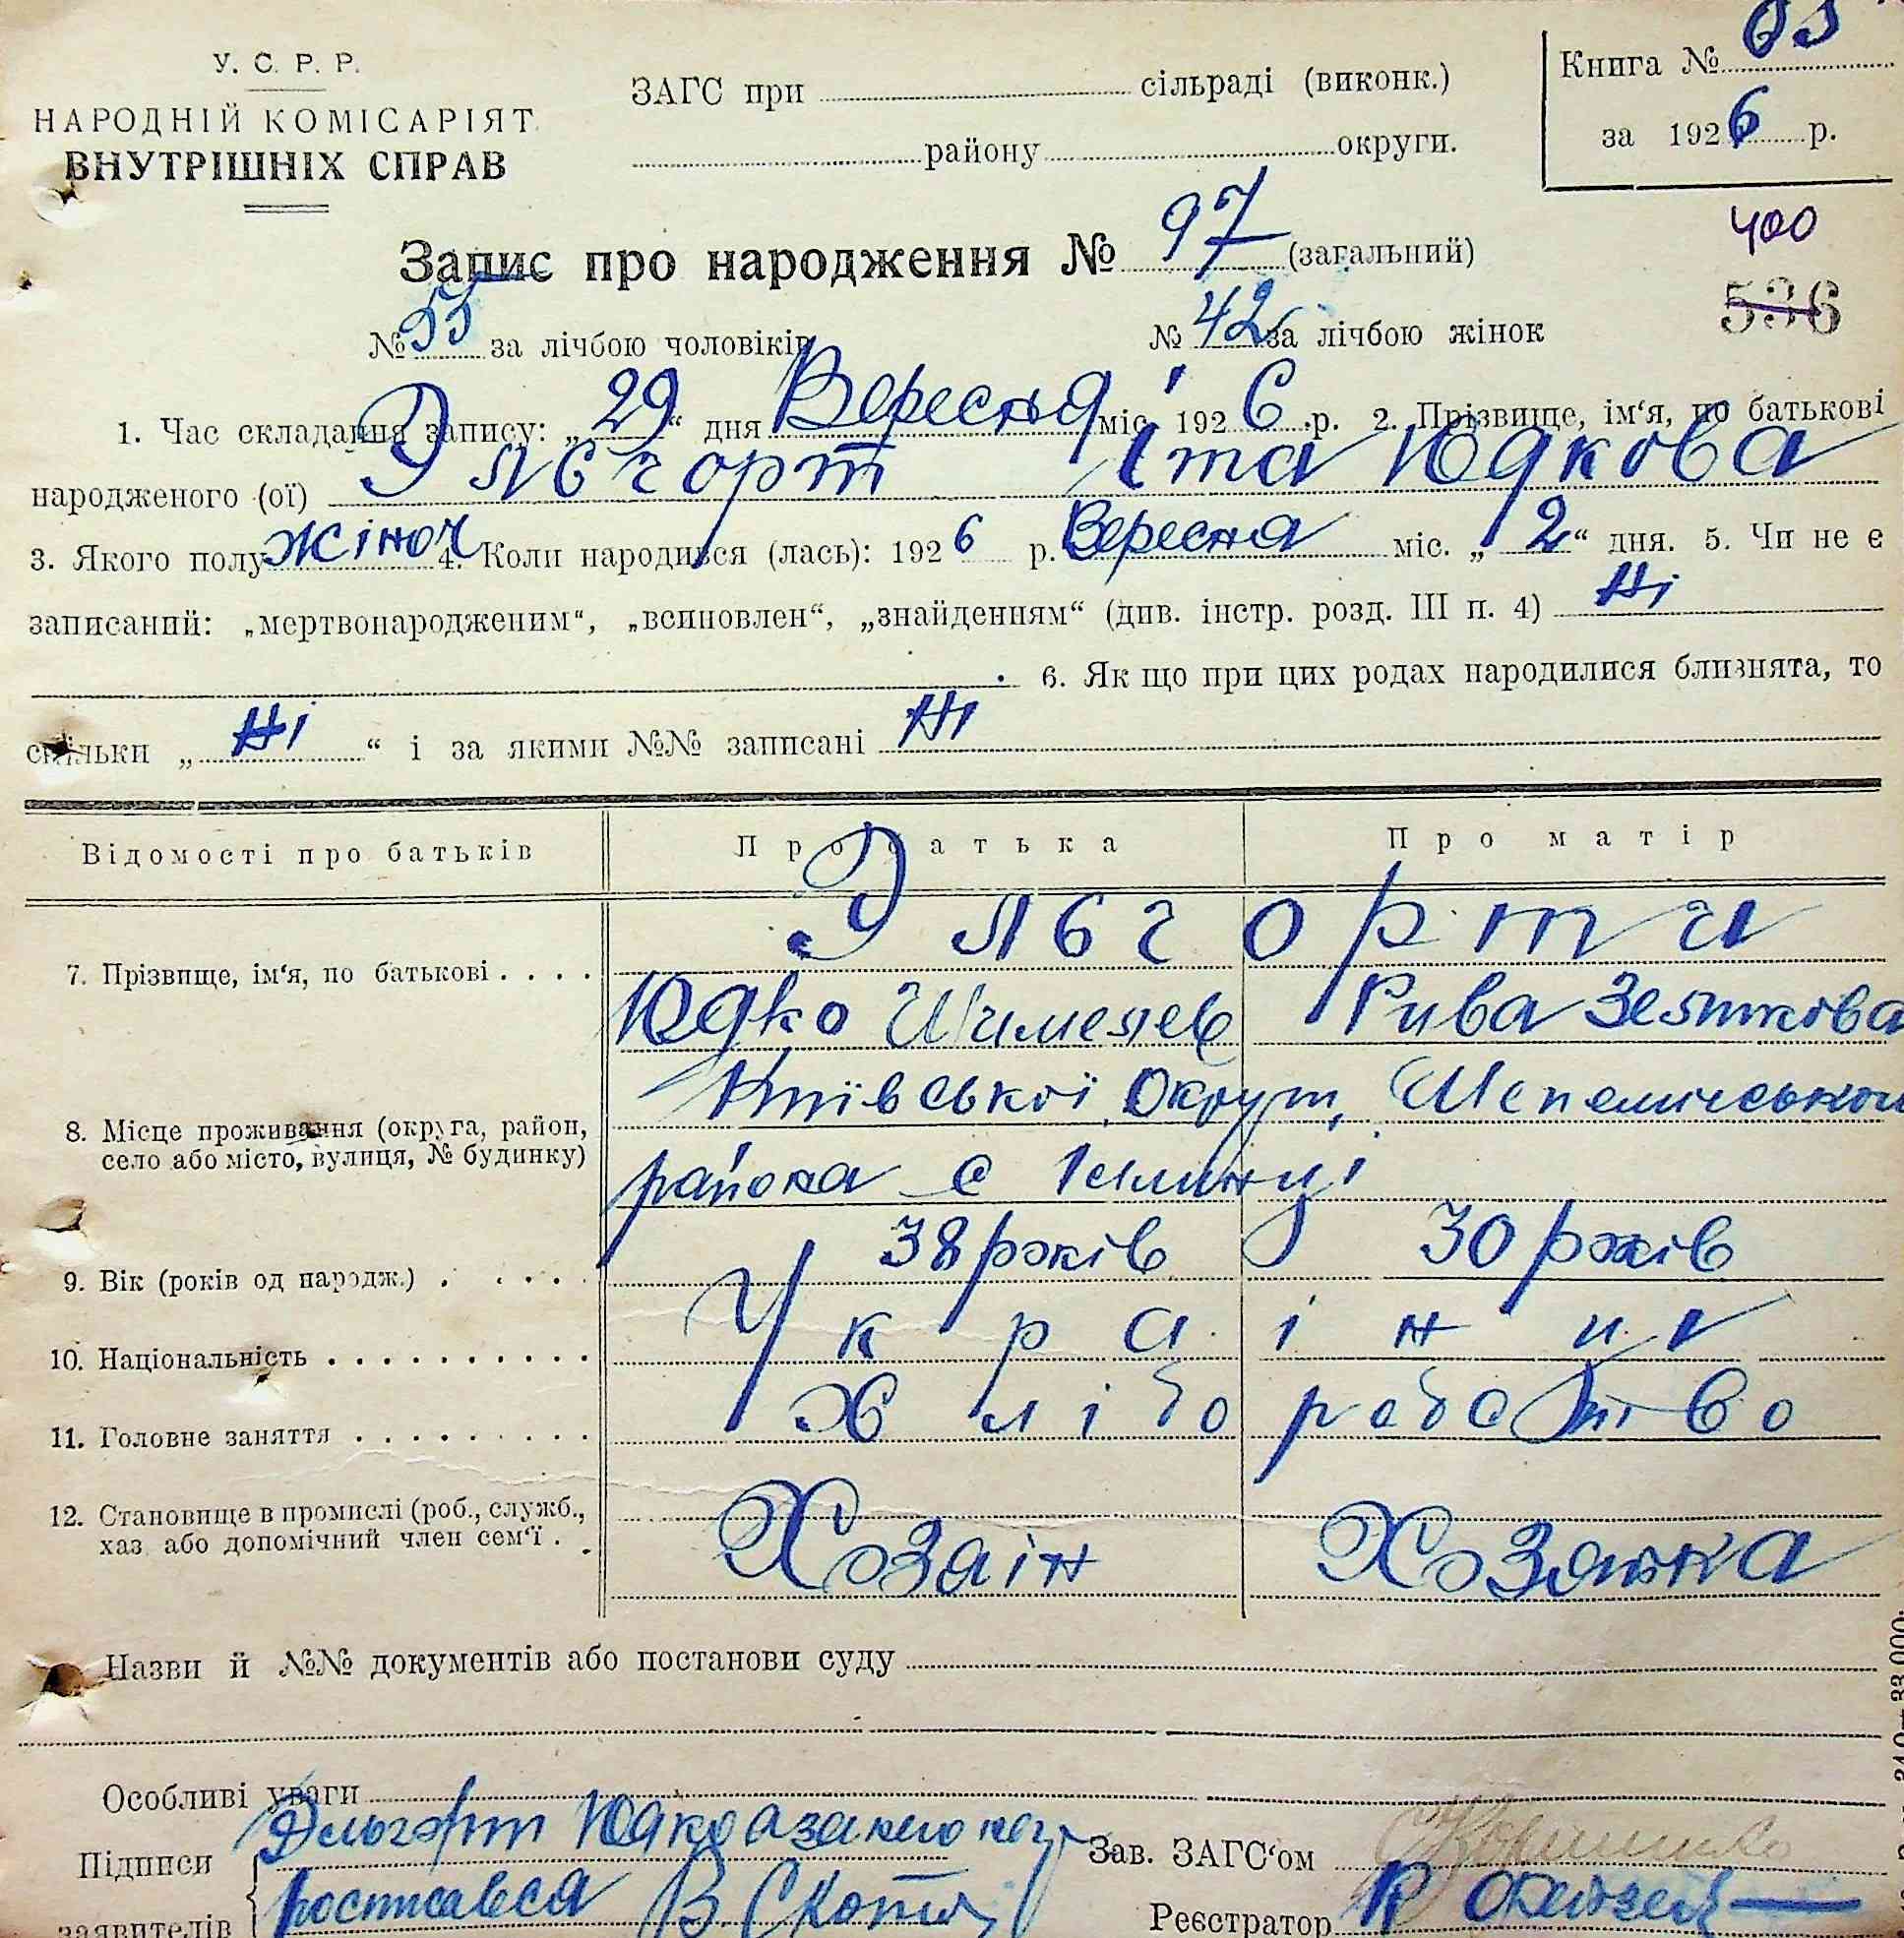 У. С. Р. Р.
НАРОДНІЙ КОМІСАРІЯТ
ВНУТРІШНІХ СПРАВ
ЗАГС при сільраді (виконк.)
району округи.
Книга №
за 1926 р.
400
536
Запис про народження № 97 (загальний)
№ 55 за лічбою чоловіків № 42 за лічбою жінок
1. Час складання запису: „29“ дня Вересня міс. 1926 р. 2. Прізвище, ім‘я, по батькові
народженого (ої) Эльгорт Іта Юдкова
3. Якого полу жіноч 4. Коли народився (лась): 1926 р. Вересня міс. „2“ дня. 5. Чи не є
записаний: „мертвонародженим“, „всиновлен“, „знайденням“ (див. інстр. розд. III п. 4) Ні
6. Як що при цих родах народилися близнята, то
скільки „Ні“ і за якими №№ записані Ні
Відомості про батьків Про батька Про матір
7. Прізвище, ім‘я, по батькові Эльгорти
Юдко Рива
8. Місце проживання (округа, район,
село або місто, вулиця, № будинку)
Київської Округи
района с
9. Вік (років од народж.) 38 років 30 років
10. Національність Україн
11. Головне заняття Хліборобство
12. Становище в промислі (роб., служб.,
хаз. або допомічний член сем‘ї Хозаін Хозяйка
Назви й №№ документів або постанови суду
Особливі уваги
Підписи Эльгорт Юдко а за него
заявителів росписався В
Зав. ЗАГС‘ом
Реєстратор